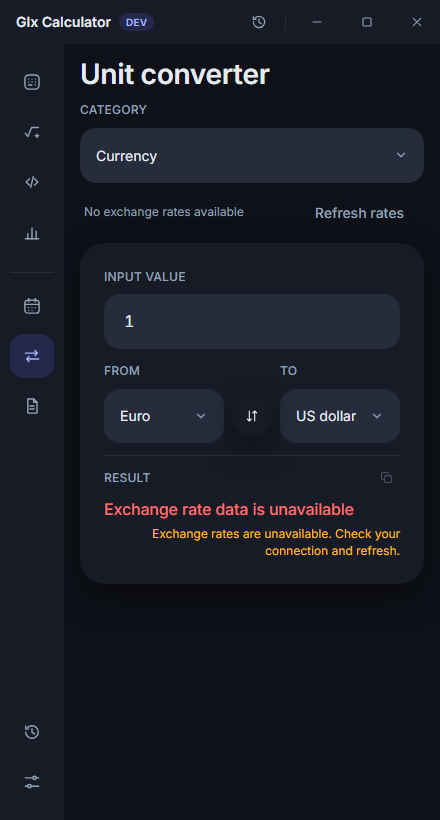 Glx Calculator DEV
Unit converter
CATEGORY
Currency
No exchange rates available
Refresh rates
INPUT VALUE
1
FROM
TO
Euro
US dollar
RESULT
Exchange rate data is unavailable
Exchange rates are unavailable. Check your
connection and refresh.